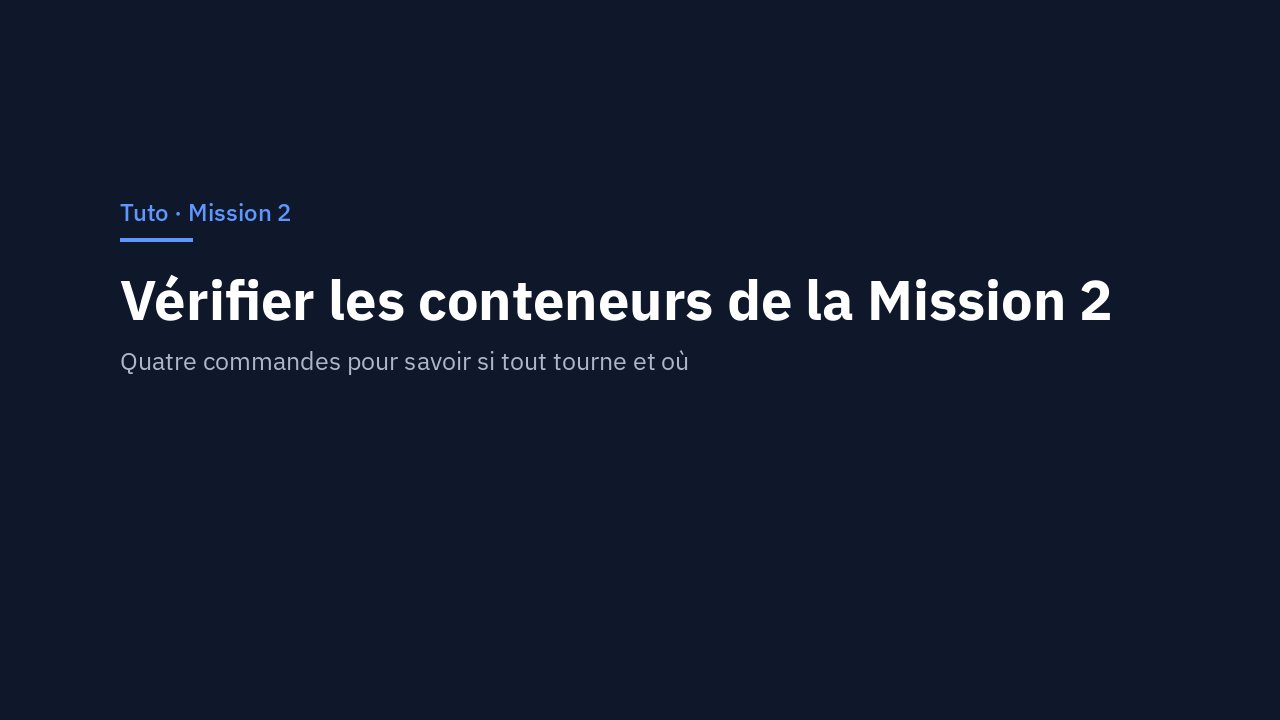 Tuto · Mission 2
Vérifier les conteneurs de la Mission 2
Quatre commandes pour savoir si tout tourne et où